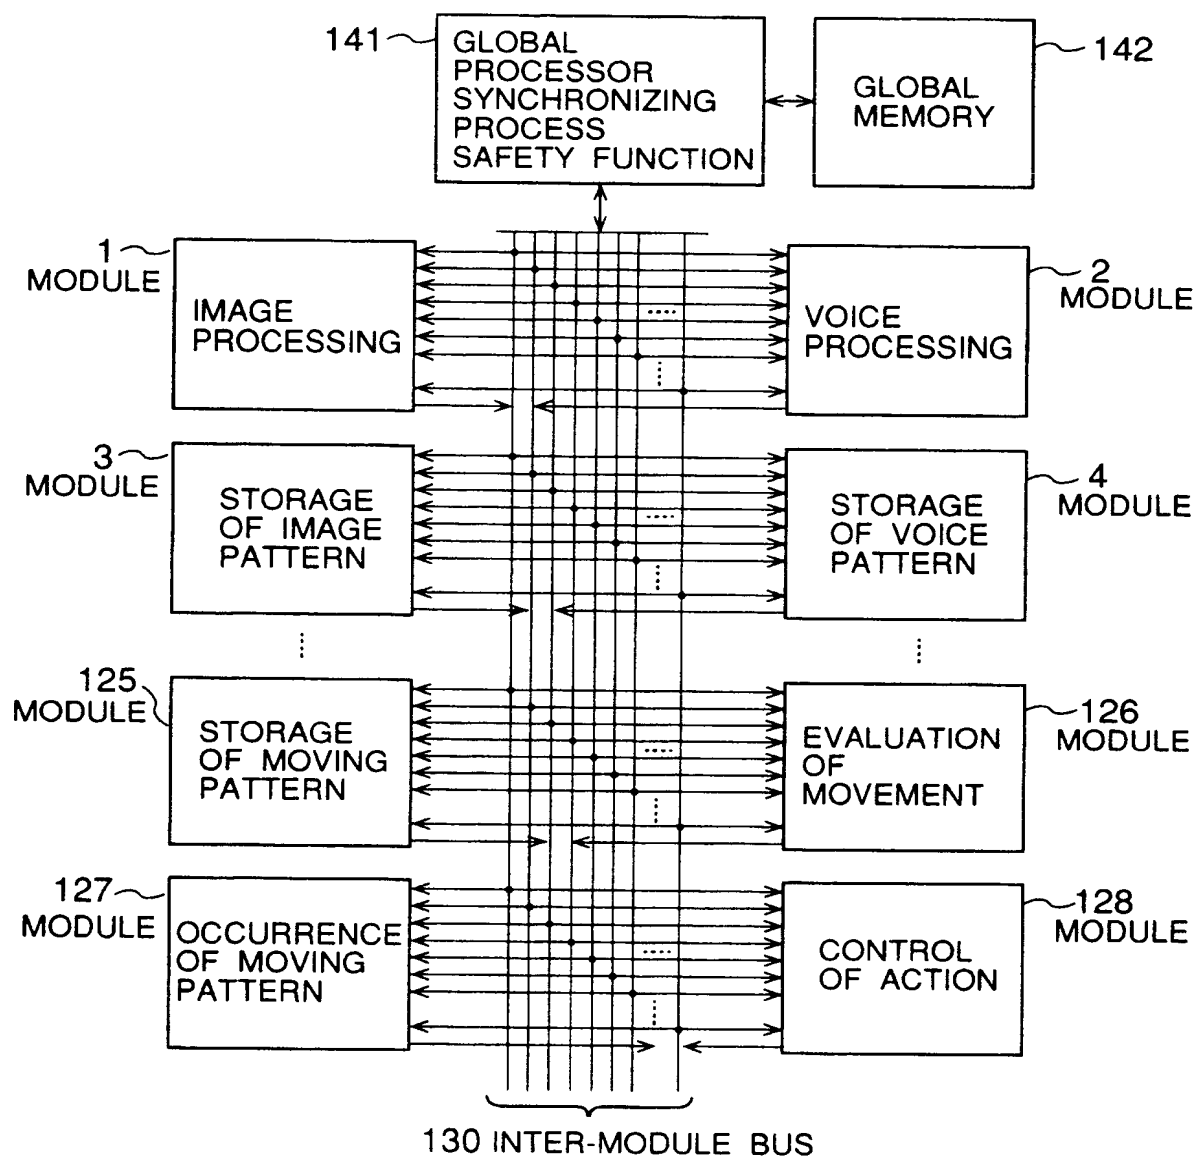 141
GLOBAL
PROCESSOR
SYNCHRONIZING
PROCESS
SAFETY FUNCTION
GLOBAL
MEMORY
142
1
MODULE
IMAGE
PROCESSING
VOICE
PROCESSING
2
MODULE
3
MODULE
STORAGE
OF IMAGE
PATTERN
STORAGE
OF VOICE
PATTERN
4
MODULE
125
MODULE
STORAGE
OF MOVING
PATTERN
EVALUATION
OF
MOVEMENT
126
MODULE
127
MODULE
OCCURRENCE
OF MOVING
PATTERN
CONTROL
OF ACTION
128
MODULE
130 INTER-MODULE BUS